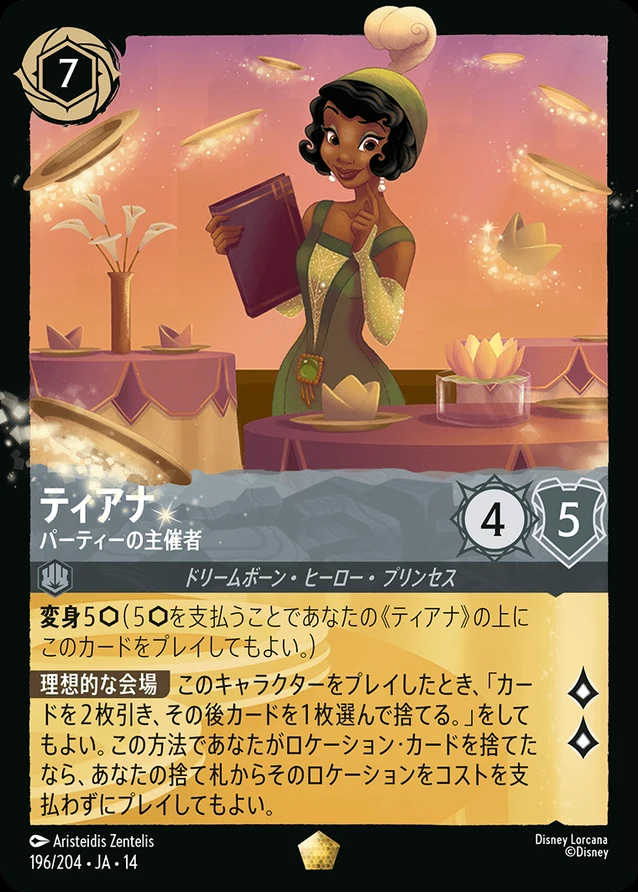 7
ティアナ
パーティーの主催者
4
5
ドリームボーン・ヒーロー・プリンセス
変身5⬡(5⬡を支払うことであなたの《ティアナ》の上に
このカードをプレイしてもよい。)
理想的な会場 このキャラクターをプレイしたとき、「カー
ドを2枚引き、その後カードを1枚選んで捨てる。」をして
もよい。この方法であなたがロケーション・カードを捨てた
なら、あなたの捨て札からそのロケーションをコストを支
払わずにプレイしてもよい。
Aristeidis Zentelis
196/204・JA・14
Disney Lorcana
©Disney